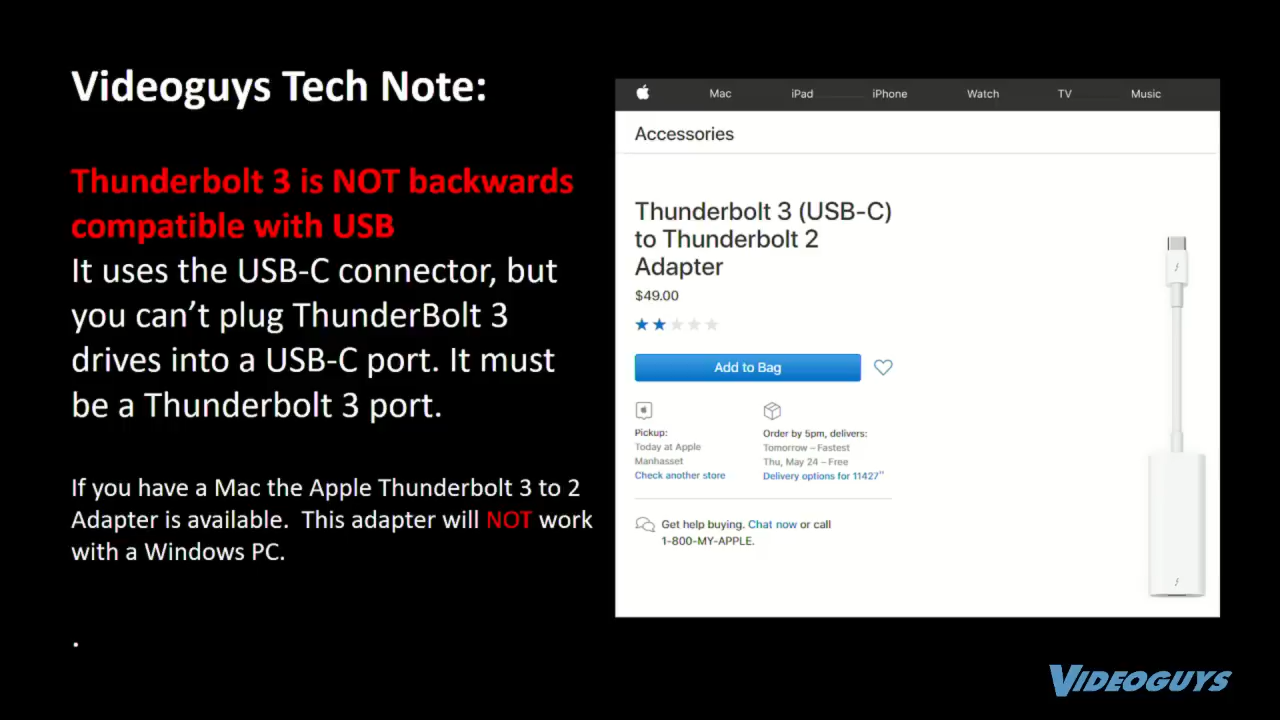 Videoguys Tech Note:
Thunderbolt 3 is NOT backwards
compatible with USB
It uses the USB-C connector, but
you can’t plug ThunderBolt 3
drives into a USB-C port. It must
be a Thunderbolt 3 port.
If you have a Mac the Apple Thunderbolt 3 to 2
Adapter is available. This adapter will NOT work
with a Windows PC.
.
Mac iPad iPhone Watch TV Music
Accessories
Thunderbolt 3 (USB-C)
to Thunderbolt 2
Adapter
$49.00
Add to Bag
Pickup:
Today at Apple
Manhasset
Check another store
Order by 5pm, delivers:
Tomorrow – Fastest
Thu, May 24 – Free
Delivery options for 11427**
Get help buying. Chat now or call
1-800-MY-APPLE.
VIDEOGUYS